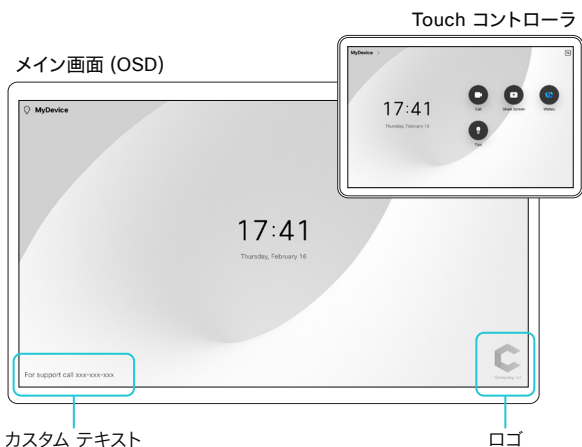 Touch コントローラ
メイン画面 (OSD)
MyDevice
17:41
Thursday, February 16
Call
Share Screen
Webex
MyDevice
17:41
Thursday, February 16
For support call xxx-xxx-xxx
カスタム テキスト
ロゴ